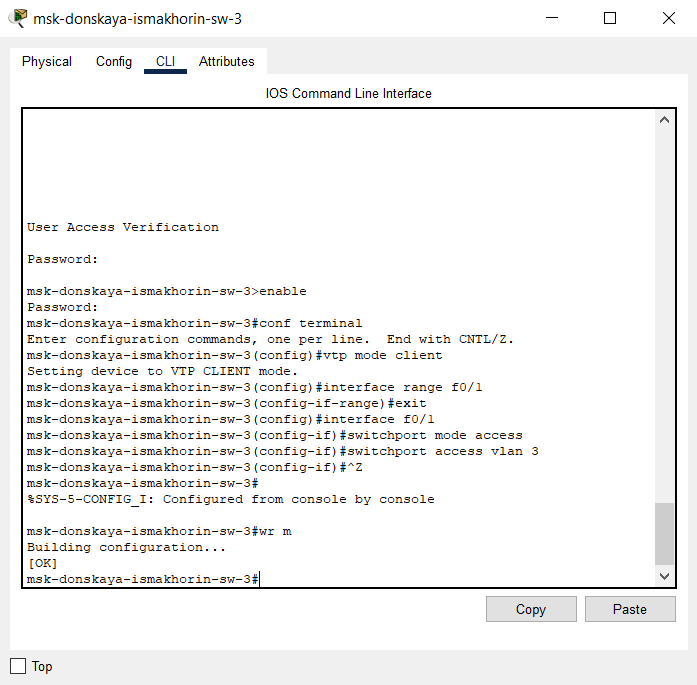 msk-donskaya-ismakhorin-sw-3
Physical Config CLI Attributes
IOS Command Line Interface
User Access Verification
Password:
msk-donskaya-ismakhorin-sw-3>enable
Password:
msk-donskaya-ismakhorin-sw-3#conf terminal
Enter configuration commands, one per line.  End with CNTL/Z.
msk-donskaya-ismakhorin-sw-3(config)#vtp mode client
Setting device to VTP CLIENT mode.
msk-donskaya-ismakhorin-sw-3(config)#interface range f0/1
msk-donskaya-ismakhorin-sw-3(config-if-range)#exit
msk-donskaya-ismakhorin-sw-3(config)#interface f0/1
msk-donskaya-ismakhorin-sw-3(config-if)#switchport mode access
msk-donskaya-ismakhorin-sw-3(config-if)#switchport access vlan 3
msk-donskaya-ismakhorin-sw-3(config-if)#^Z
msk-donskaya-ismakhorin-sw-3#
%SYS-5-CONFIG_I: Configured from console by console
msk-donskaya-ismakhorin-sw-3#wr m
Building configuration...
[OK]
msk-donskaya-ismakhorin-sw-3#
Copy Paste
Top